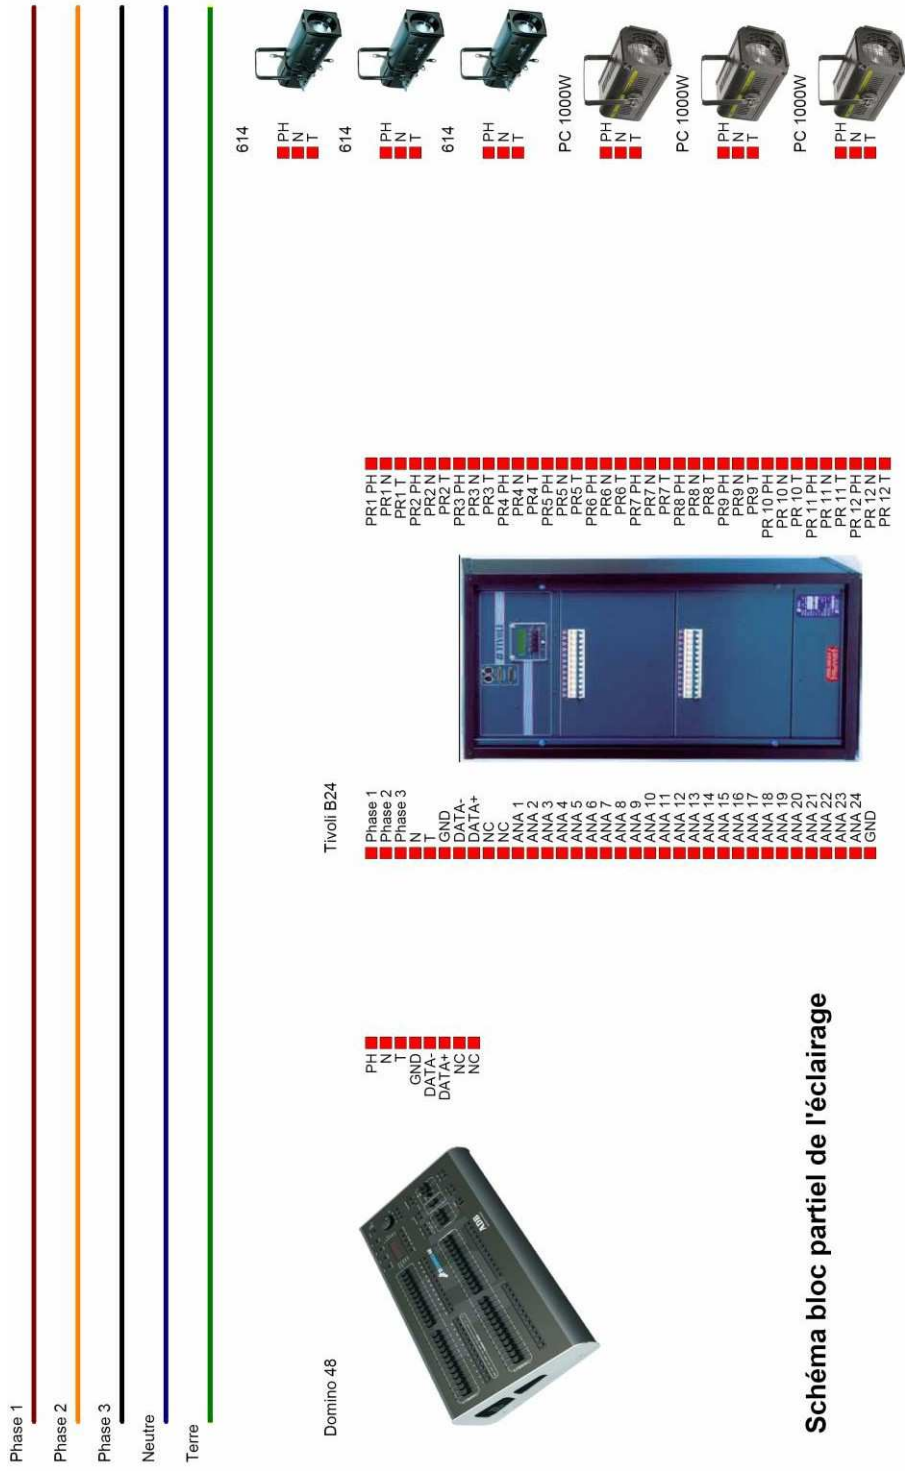 Phase 1
Phase 2
Phase 3
Neutre
Terre
Domino 48
PH
N
T
GND
DATA-
DATA+
NC
NC
Tivoli B24
Phase 1
Phase 2
Phase 3
N
T
GND
DATA-
DATA+
NC
NC
ANA 1
ANA 2
ANA 3
ANA 4
ANA 5
ANA 6
ANA 7
ANA 8
ANA 9
ANA 10
ANA 11
ANA 12
ANA 13
ANA 14
ANA 15
ANA 16
ANA 17
ANA 18
ANA 19
ANA 20
ANA 21
ANA 22
ANA 23
ANA 24
GND
TIVOLI
PR1 PH
PR1 N
PR1 T
PR2 PH
PR2 N
PR2 T
PR3 PH
PR3 N
PR3 T
PR4 PH
PR4 N
PR4 T
PR5 PH
PR5 N
PR5 T
PR6 PH
PR6 N
PR6 T
PR7 PH
PR7 N
PR7 T
PR8 PH
PR8 N
PR8 T
PR9 PH
PR9 N
PR9 T
PR 10 PH
PR 10 N
PR 10 T
PR 11 PH
PR 11 N
PR 11 T
PR 12 PH
PR 12 N
PR 12 T
614
PH
N
T
614
PH
N
T
614
PH
N
T
PC 1000W
PH
N
T
PC 1000W
PH
N
T
PC 1000W
PH
N
T
ADB
Schéma bloc partiel de l'éclairage